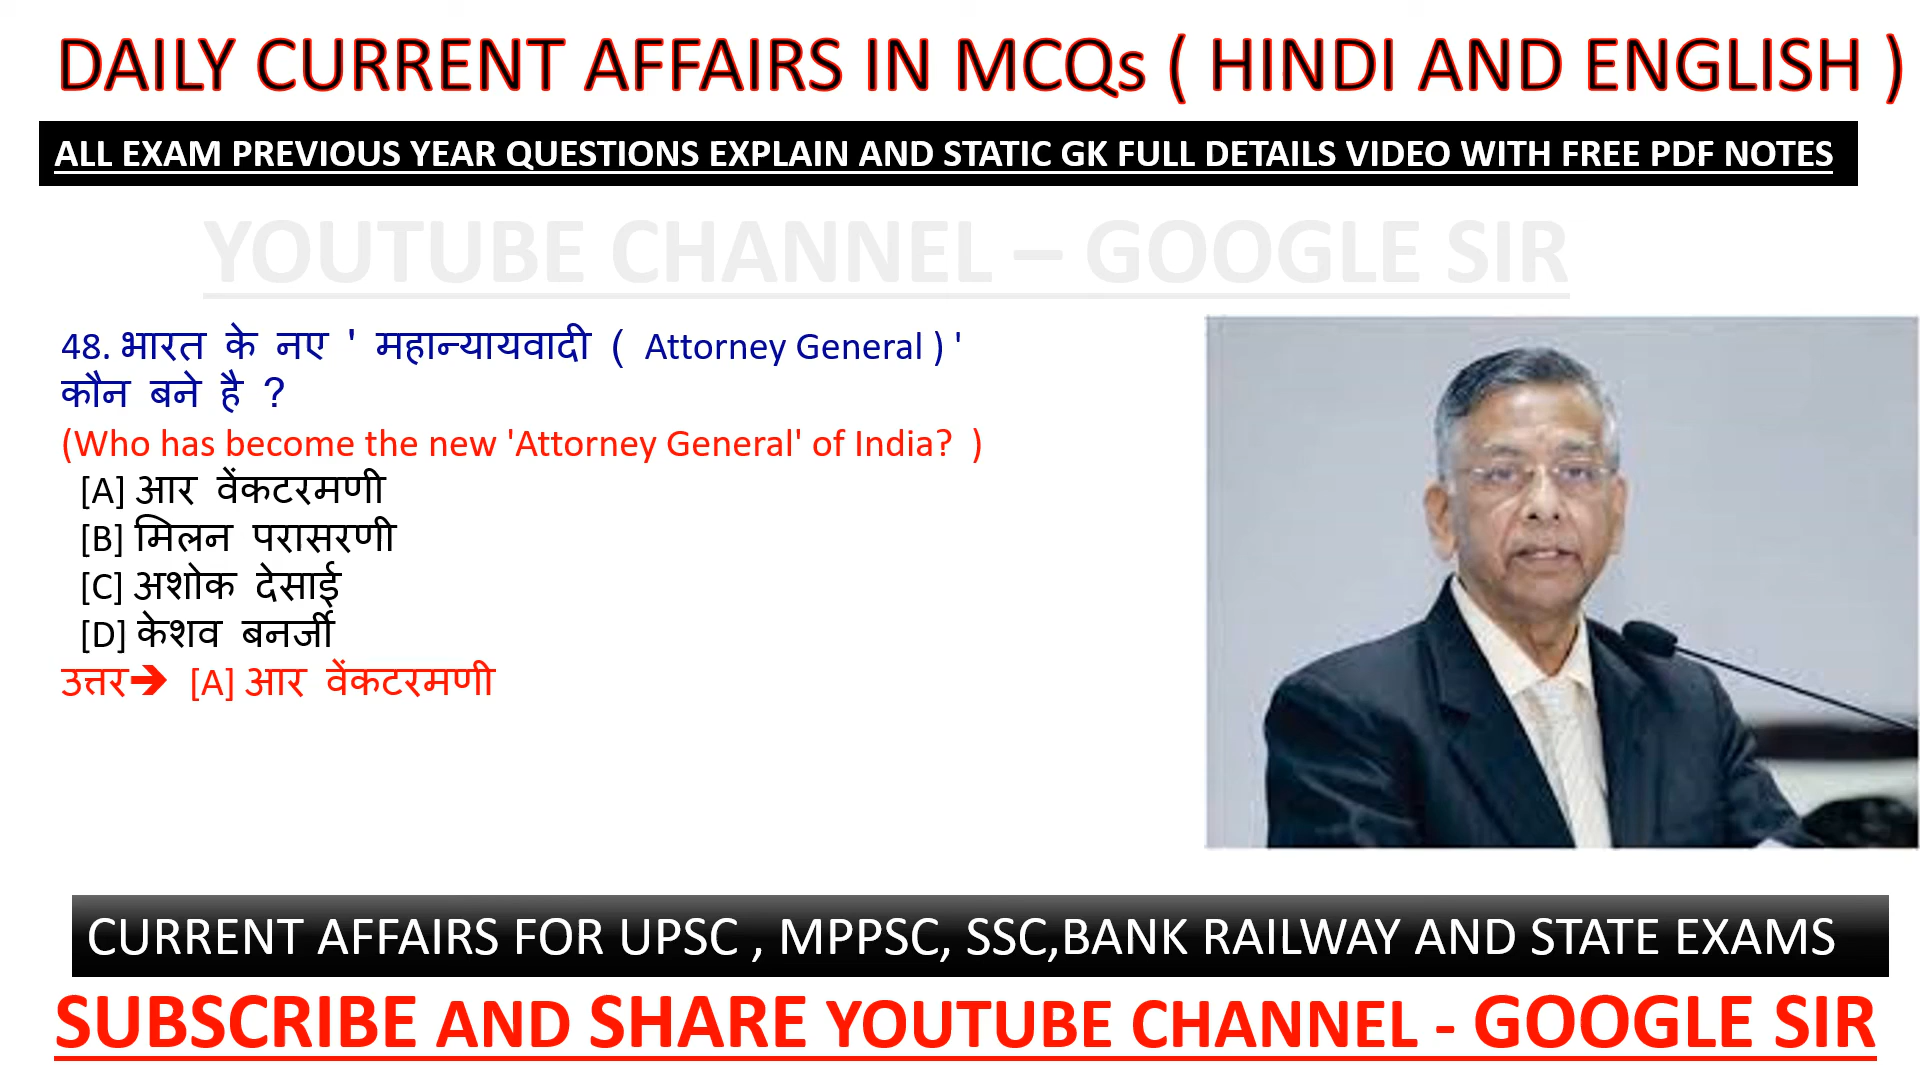 DAILY CURRENT AFFAIRS IN MCQs ( HINDI AND ENGLISH )
ALL EXAM PREVIOUS YEAR QUESTIONS EXPLAIN AND STATIC GK FULL DETAILS VIDEO WITH FREE PDF NOTES
YOUTUBE CHANNEL – GOOGLE SIR
48. भारत के नए ' महान्यायवादी ( Attorney General ) '
कौन बने है ?
(Who has become the new 'Attorney General' of India? )
[A] आर वेंकटरमणी
[B] मिलन परासरणी
[C] अशोक देसाई
[D] केशव बनर्जी
उत्तर➔ [A] आर वेंकटरमणी
CURRENT AFFAIRS FOR UPSC , MPPSC, SSC,BANK RAILWAY AND STATE EXAMS
SUBSCRIBE AND SHARE YOUTUBE CHANNEL - GOOGLE SIR